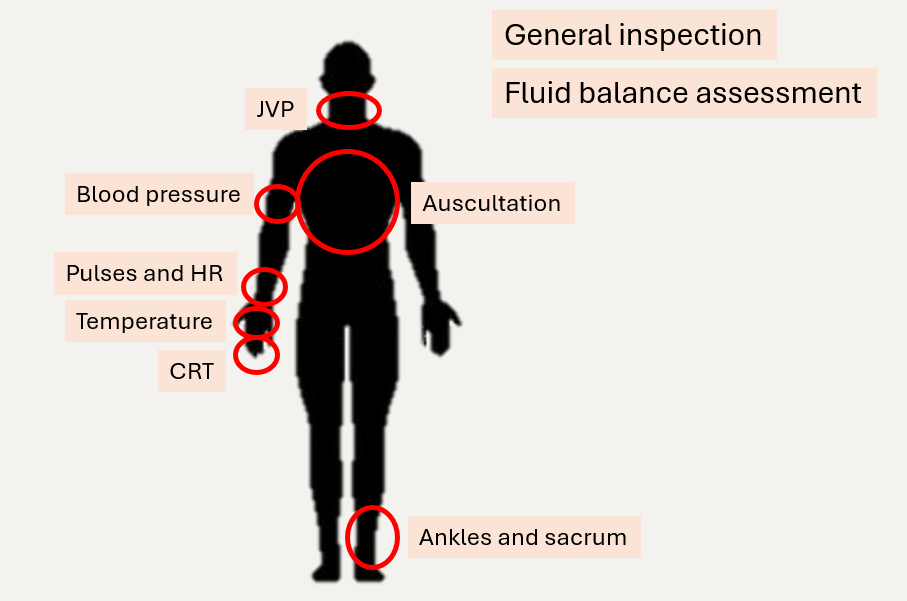 General inspection
Fluid balance assessment
JVP
Blood pressure
Auscultation
Pulses and HR
Temperature
CRT
Ankles and sacrum